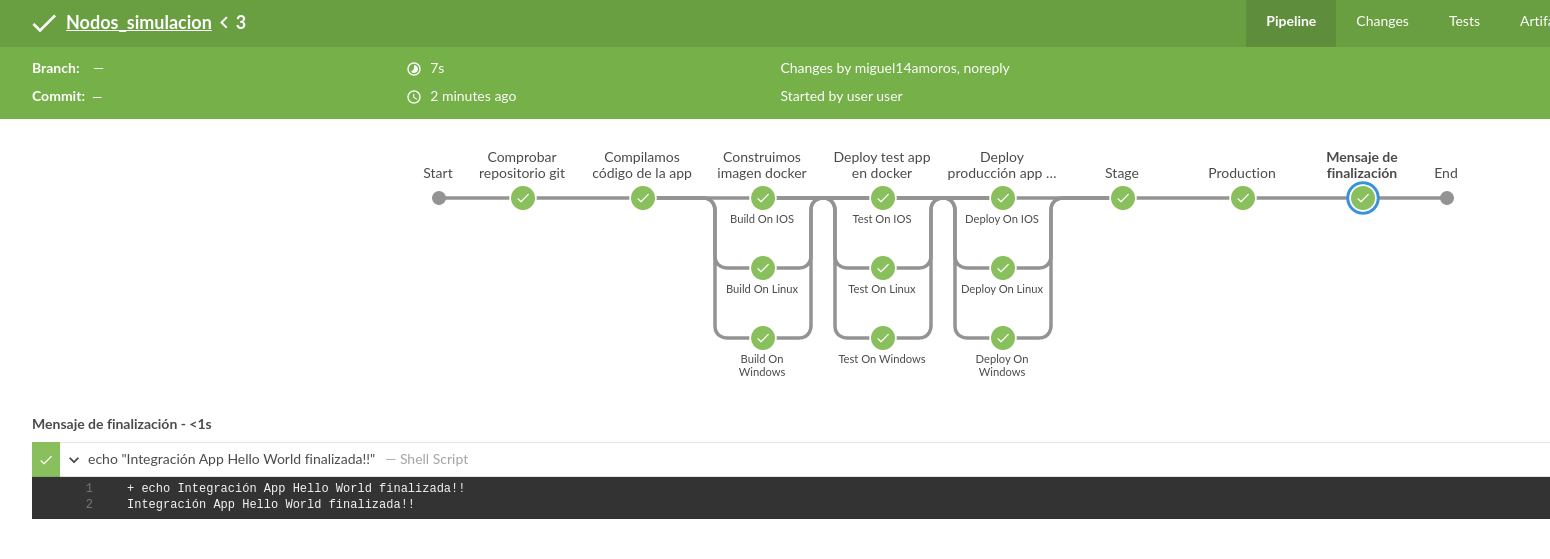 Nodos_simulacion < 3
Pipeline Changes Tests Artifa
Branch: —
7s
Changes by miguel14amoros, noreply
Commit: —
2 minutes ago
Started by user user
Start
Comprobar
repositorio git
Compilamos
código de la app
Construimos
imagen docker
Deploy test app
en docker
Deploy
producción app ...
Stage
Production
Mensaje de
finalización
End
Build On IOS
Test On IOS
Deploy On IOS
Build On Linux
Test On Linux
Deploy On Linux
Build On
Windows
Test On Windows
Deploy On
Windows
Mensaje de finalización - <1s
echo "Integración App Hello World finalizada!!" — Shell Script
1 + echo Integración App Hello World finalizada!!
2 Integración App Hello World finalizada!!